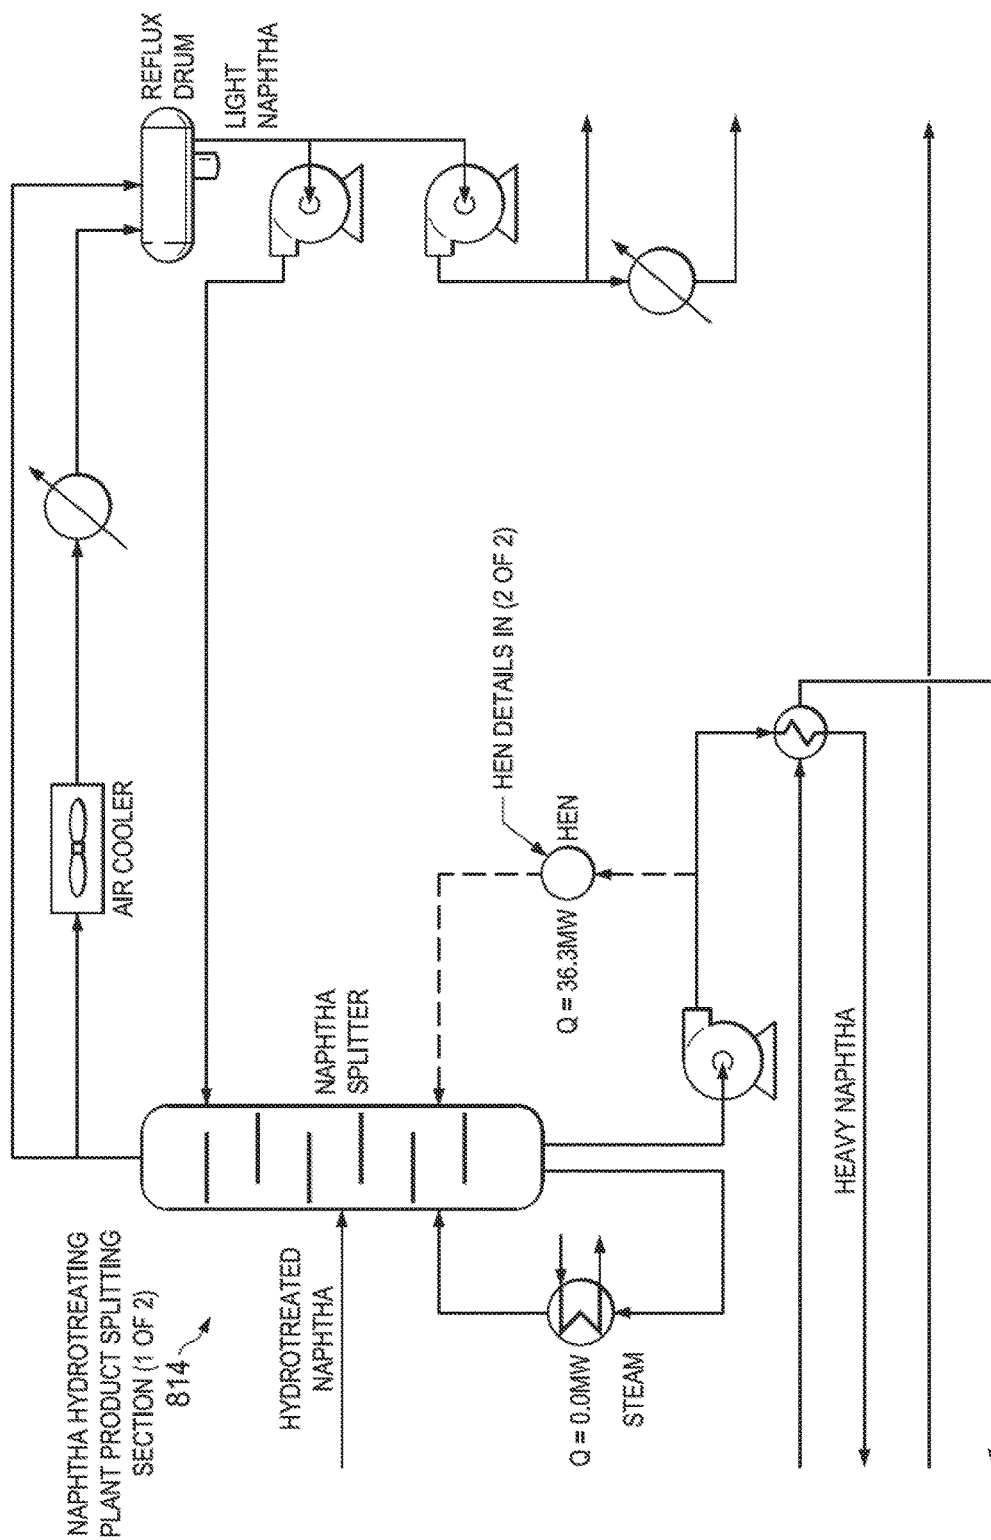 NAPHTHA HYDROTREATING
PLANT PRODUCT SPLITTING
SECTION (1 OF 2)
814
HYDROTREATED
NAPHTHA
Q = 0.0MW
STEAM
NAPHTHA
SPLITTER
AIR COOLER
Q = 36.3MW
HEN
HEN DETAILS IN (2 OF 2)
HEAVY NAPHTHA
REFLUX
DRUM
LIGHT
NAPHTHA